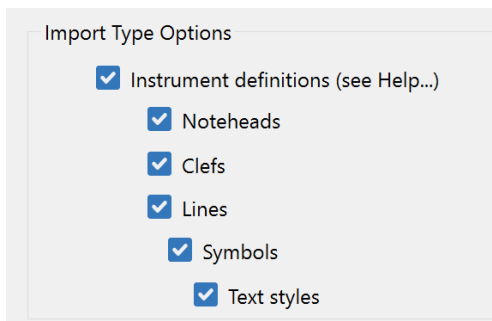 Import Type Options
Instrument definitions (see Help...)
Noteheads
Clefs
Lines
Symbols
Text styles